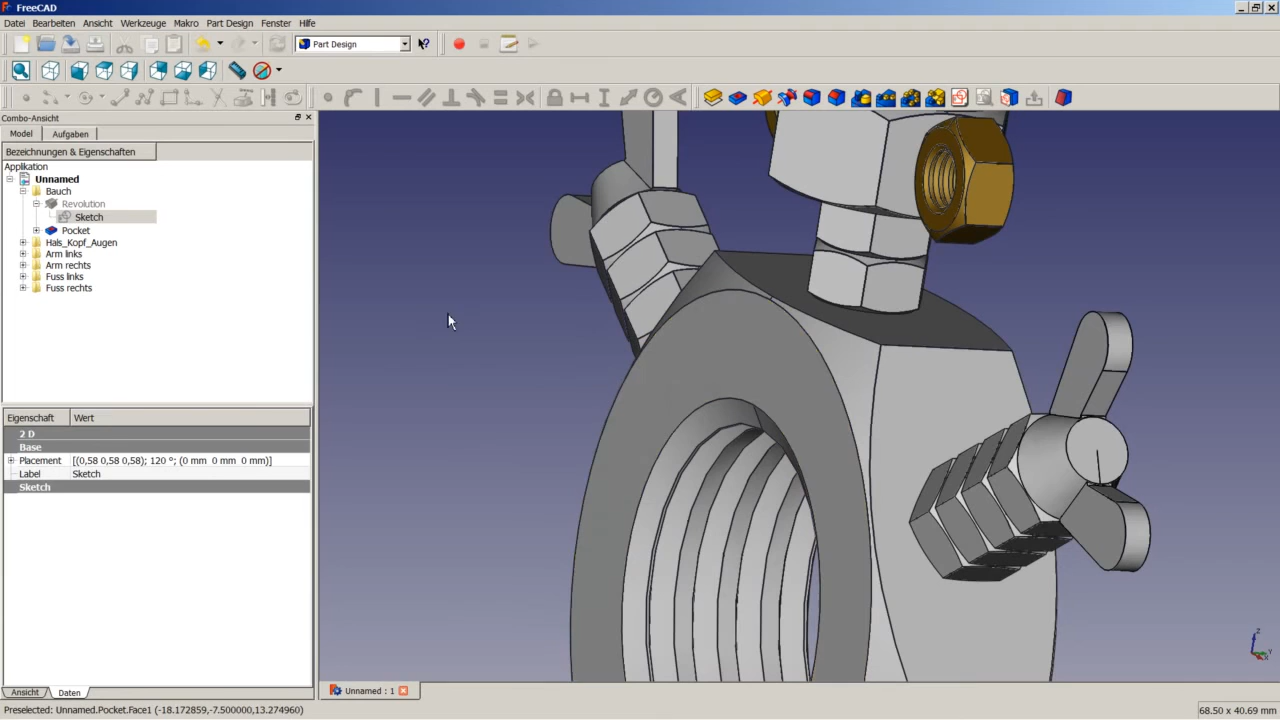 FreeCAD
Datei Bearbeiten Ansicht Werkzeuge Makro Part Design Fenster Hilfe
Part Design
Combo-Ansicht
Model Aufgaben
Bezeichnungen & Eigenschaften
Applikation
Unnamed
Bauch
Revolution
Sketch
Pocket
Hals_Kopf_Augen
Arm links
Arm rechts
Fuss links
Fuss rechts
Eigenschaft Wert
2 D
Base
Placement [(0,58 0,58 0,58); 120 °; (0 mm 0 mm 0 mm)]
Label Sketch
Sketch
Ansicht Daten
Unnamed : 1
Z
Y
X
Preselected: Unnamed.Pocket.Face1 (-18.172859,-7.500000,13.274960)
68.50 x 40.69 mm